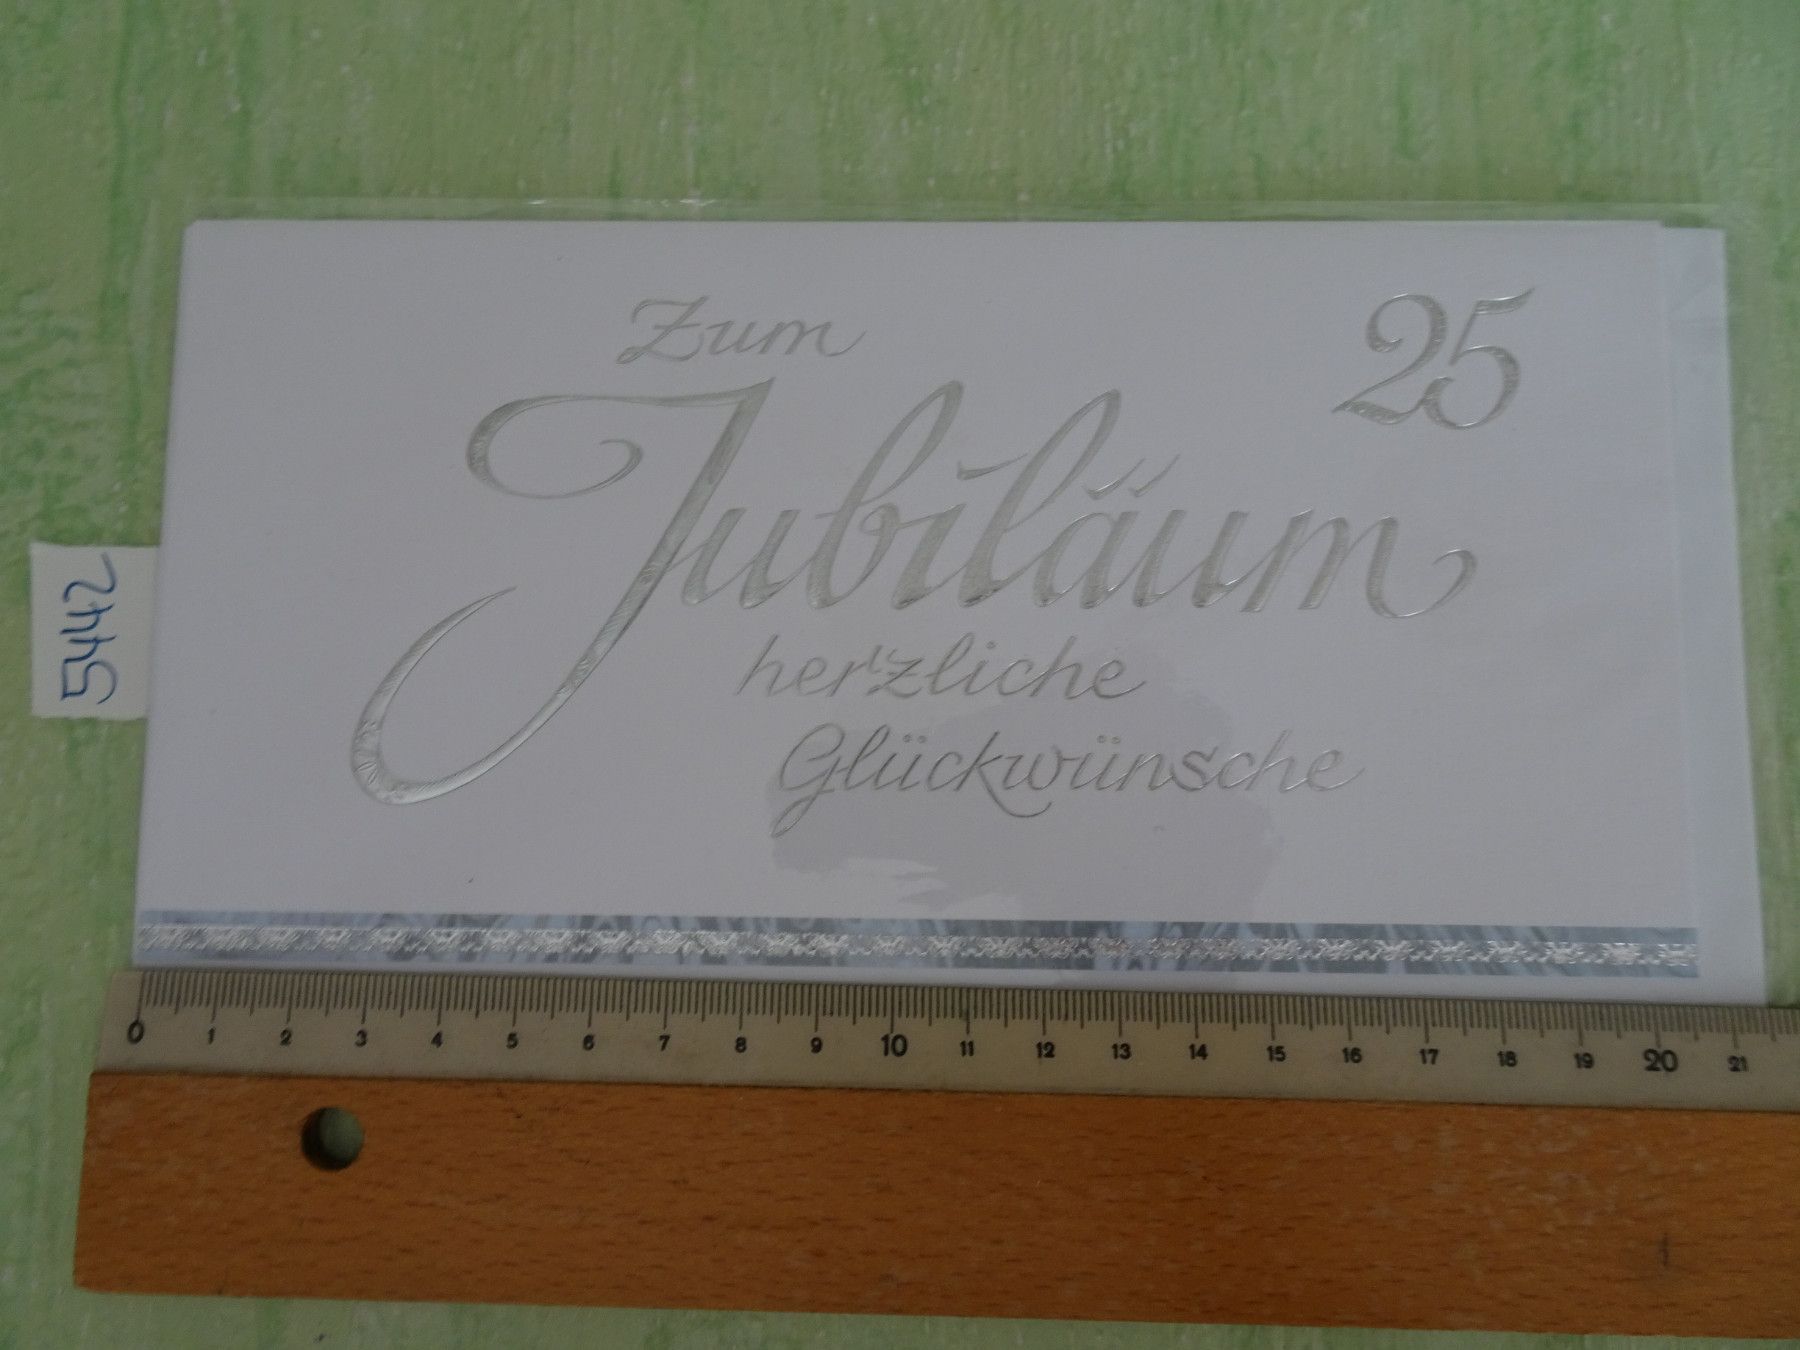 Zum
25
Jubiläum
herzliche
Glückwünsche
5442
0 1 2 3 4 5 6 7 8 9 10 11 12 13 14 15 16 17 18 19 20 21